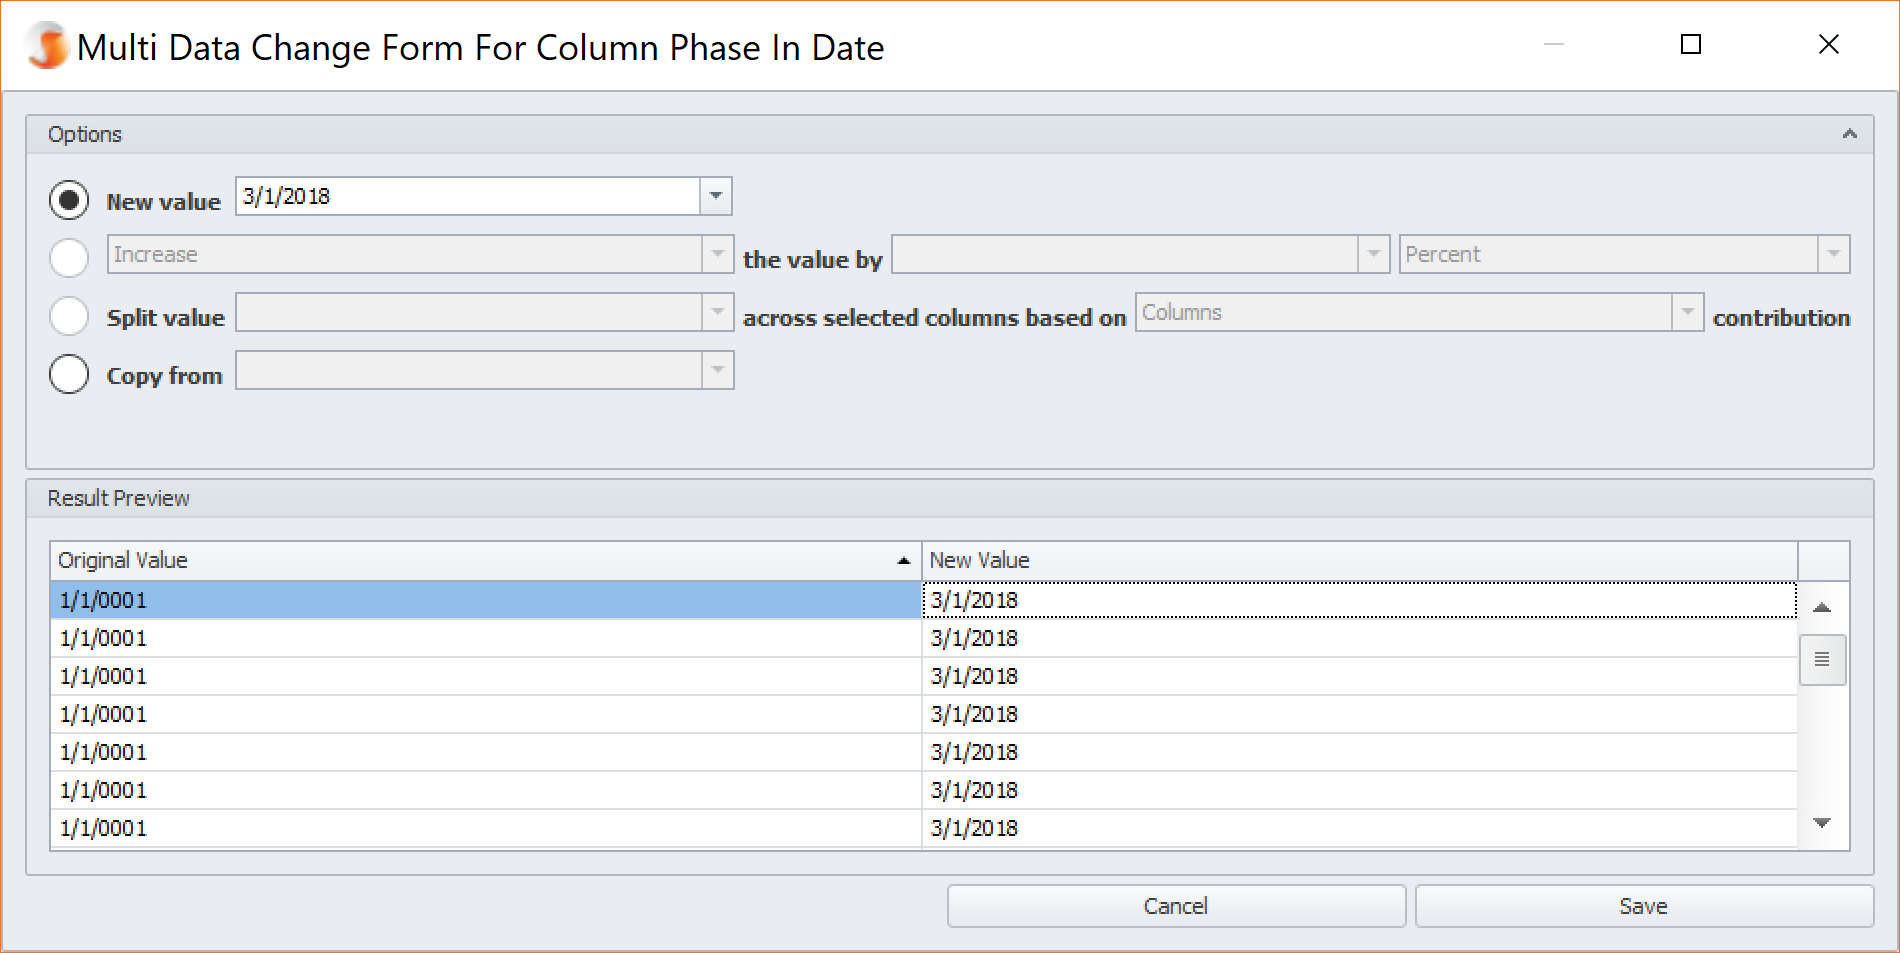 Multi Data Change Form For Column Phase In Date
Options
New value 3/1/2018
Increase the value by Percent
Split value across selected columns based on Columns contribution
Copy from
Result Preview
Original Value New Value
1/1/0001 3/1/2018
1/1/0001 3/1/2018
1/1/0001 3/1/2018
1/1/0001 3/1/2018
1/1/0001 3/1/2018
1/1/0001 3/1/2018
1/1/0001 3/1/2018
Cancel Save